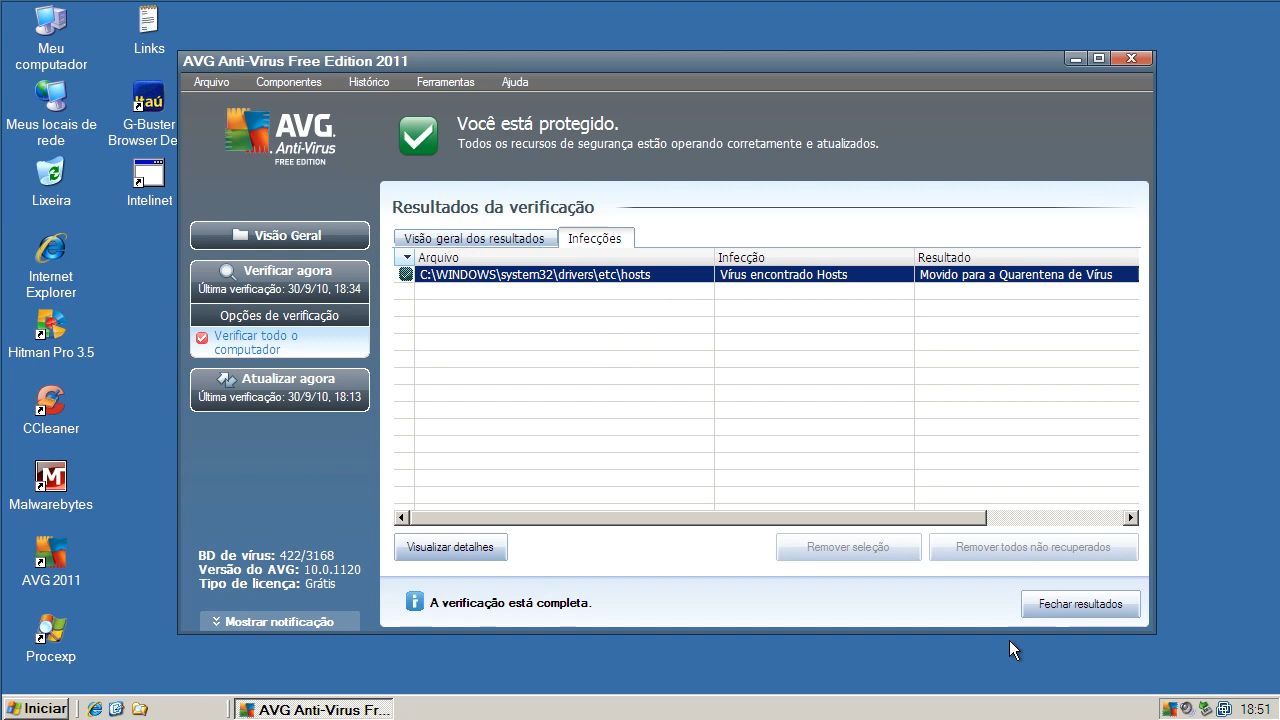 Meu
computador
Links
Meus locais de
rede
Itaú
G-Buster
Browser De
Lixeira
Intelinet
Internet
Explorer
Hitman Pro 3.5
CCleaner
Malwarebytes
AVG 2011
Procexp
AVG Anti-Virus Free Edition 2011
Arquivo Componentes Histórico Ferramentas Ajuda
AVG.
Anti-Virus
FREE EDITION
Você está protegido.
Todos os recursos de segurança estão operando corretamente e atualizados.
Visão Geral
Verificar agora
Última verificação: 30/9/10, 18:34
Opções de verificação
Verificar todo o
computador
Atualizar agora
Última verificação: 30/9/10, 18:13
BD de vírus: 422/3168
Versão do AVG: 10.0.1120
Tipo de licença: Grátis
Mostrar notificação
Resultados da verificação
Visão geral dos resultados Infecções
Arquivo Infecção Resultado
C:\WINDOWS\system32\drivers\etc\hosts Vírus encontrado Hosts Movido para a Quarentena de Vírus
Visualizar detalhes Remover seleção Remover todos não recuperados
A verificação está completa.
Fechar resultados
Iniciar AVG Anti-Virus Fr... 18:51